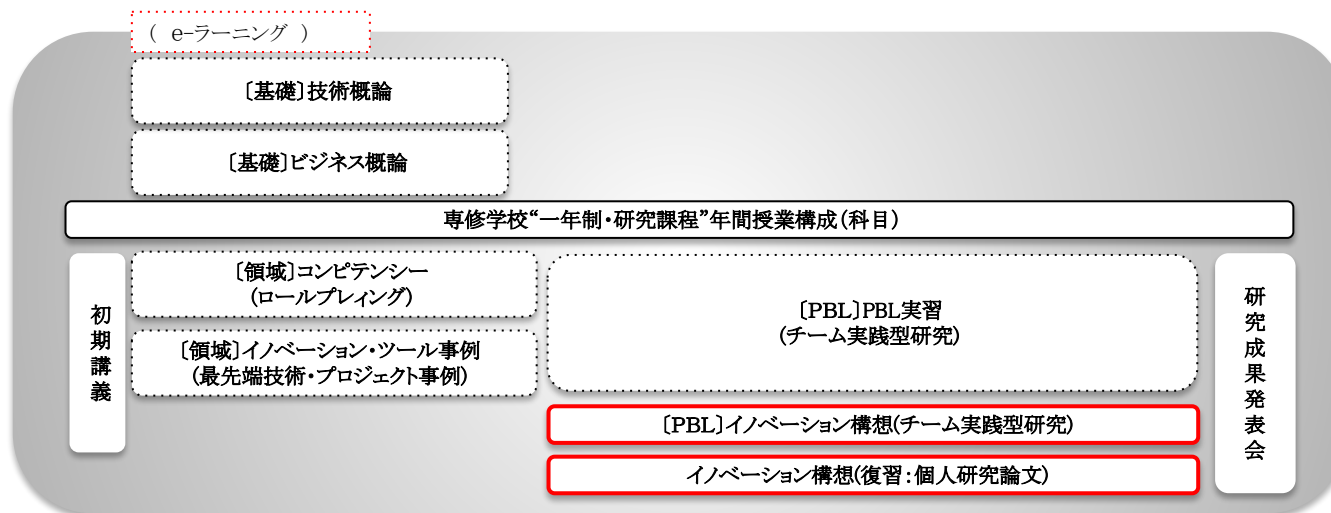 ( e-ラーニング )
〔基礎〕技術概論
〔基礎〕ビジネス概論
専修学校“一年制・研究課程”年間授業構成(科目)
初期講義
〔領域〕コンピテンシー
(ロールプレィング)
〔領域〕イノベーション・ツール事例
(最先端技術・プロジェクト事例)
〔PBL〕PBL実習
(チーム実践型研究)
〔PBL〕イノベーション構想(チーム実践型研究)
イノベーション構想(復習：個人研究論文)
研究成果発表会